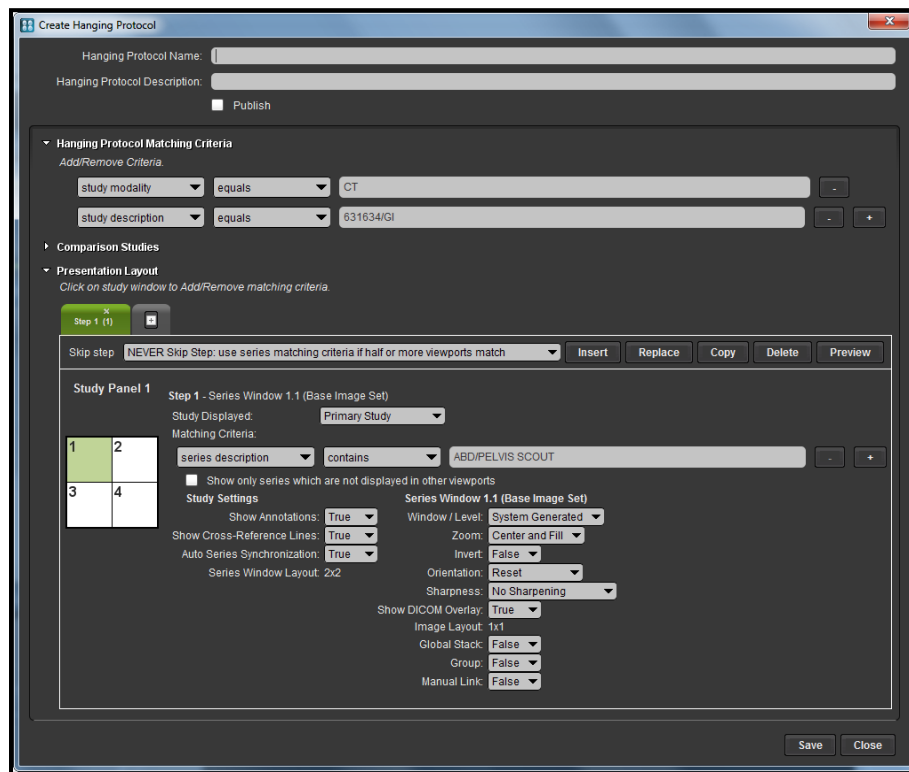 Create Hanging Protocol
Hanging Protocol Name:
Hanging Protocol Description:
Publish
Hanging Protocol Matching Criteria
Add/Remove Criteria.
study modality equals CT -
study description equals 631634/GI - +
Comparison Studies
Presentation Layout
Click on study window to Add/Remove matching criteria.
x
Step 1 (1) +
Skip step NEVER Skip Step: use series matching criteria if half or more viewports match Insert Replace Copy Delete Preview
Study Panel 1
1 2
3 4
Step 1 - Series Window 1.1 (Base Image Set)
Study Displayed: Primary Study
Matching Criteria:
series description contains ABD/PELVIS SCOUT - +
Show only series which are not displayed in other viewports
Study Settings
Show Annotations: True
Show Cross-Reference Lines: True
Auto Series Synchronization: True
Series Window Layout: 2x2
Series Window 1.1 (Base Image Set)
Window / Level: System Generated
Zoom: Center and Fill
Invert: False
Orientation: Reset
Sharpness: No Sharpening
Show DICOM Overlay: True
Image Layout: 1x1
Global Stack: False
Group: False
Manual Link: False
Save Close